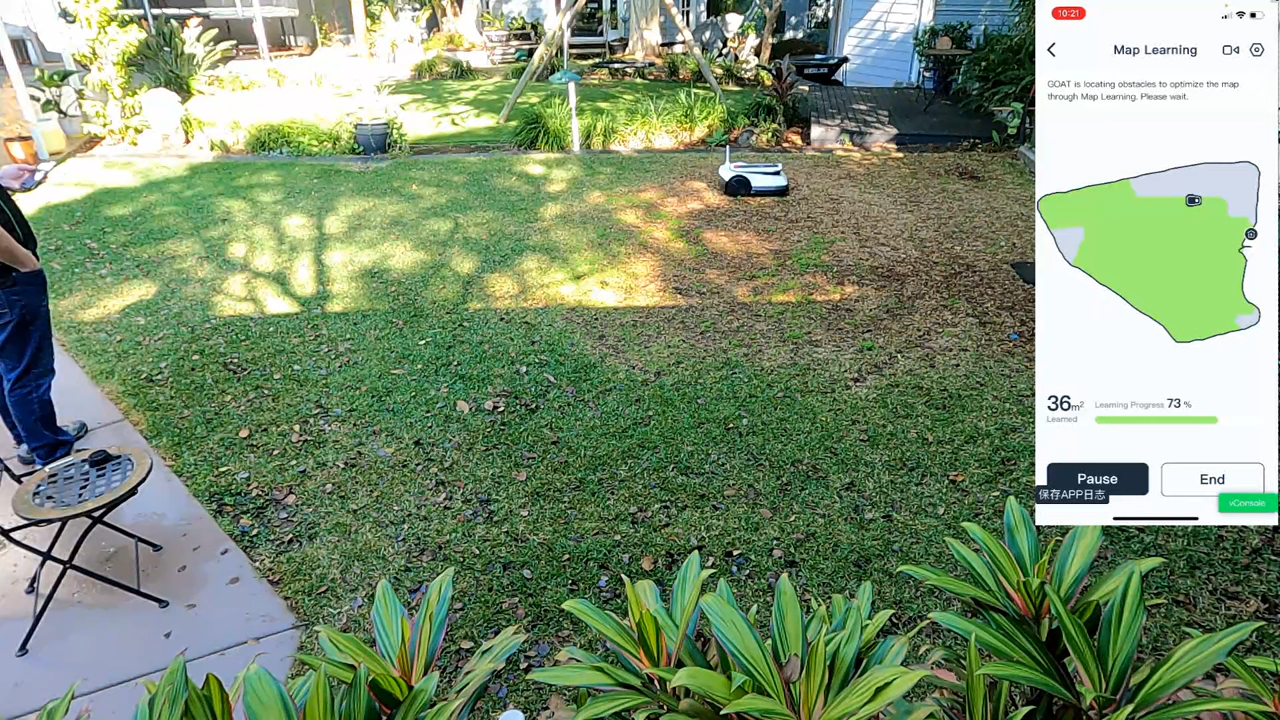 10:21
Map Learning
GOAT is locating obstacles to optimize the map
through Map Learning. Please wait.
36m²
Learned
Learning Progress 73 %
Pause
End
保存APP日志
vConsole